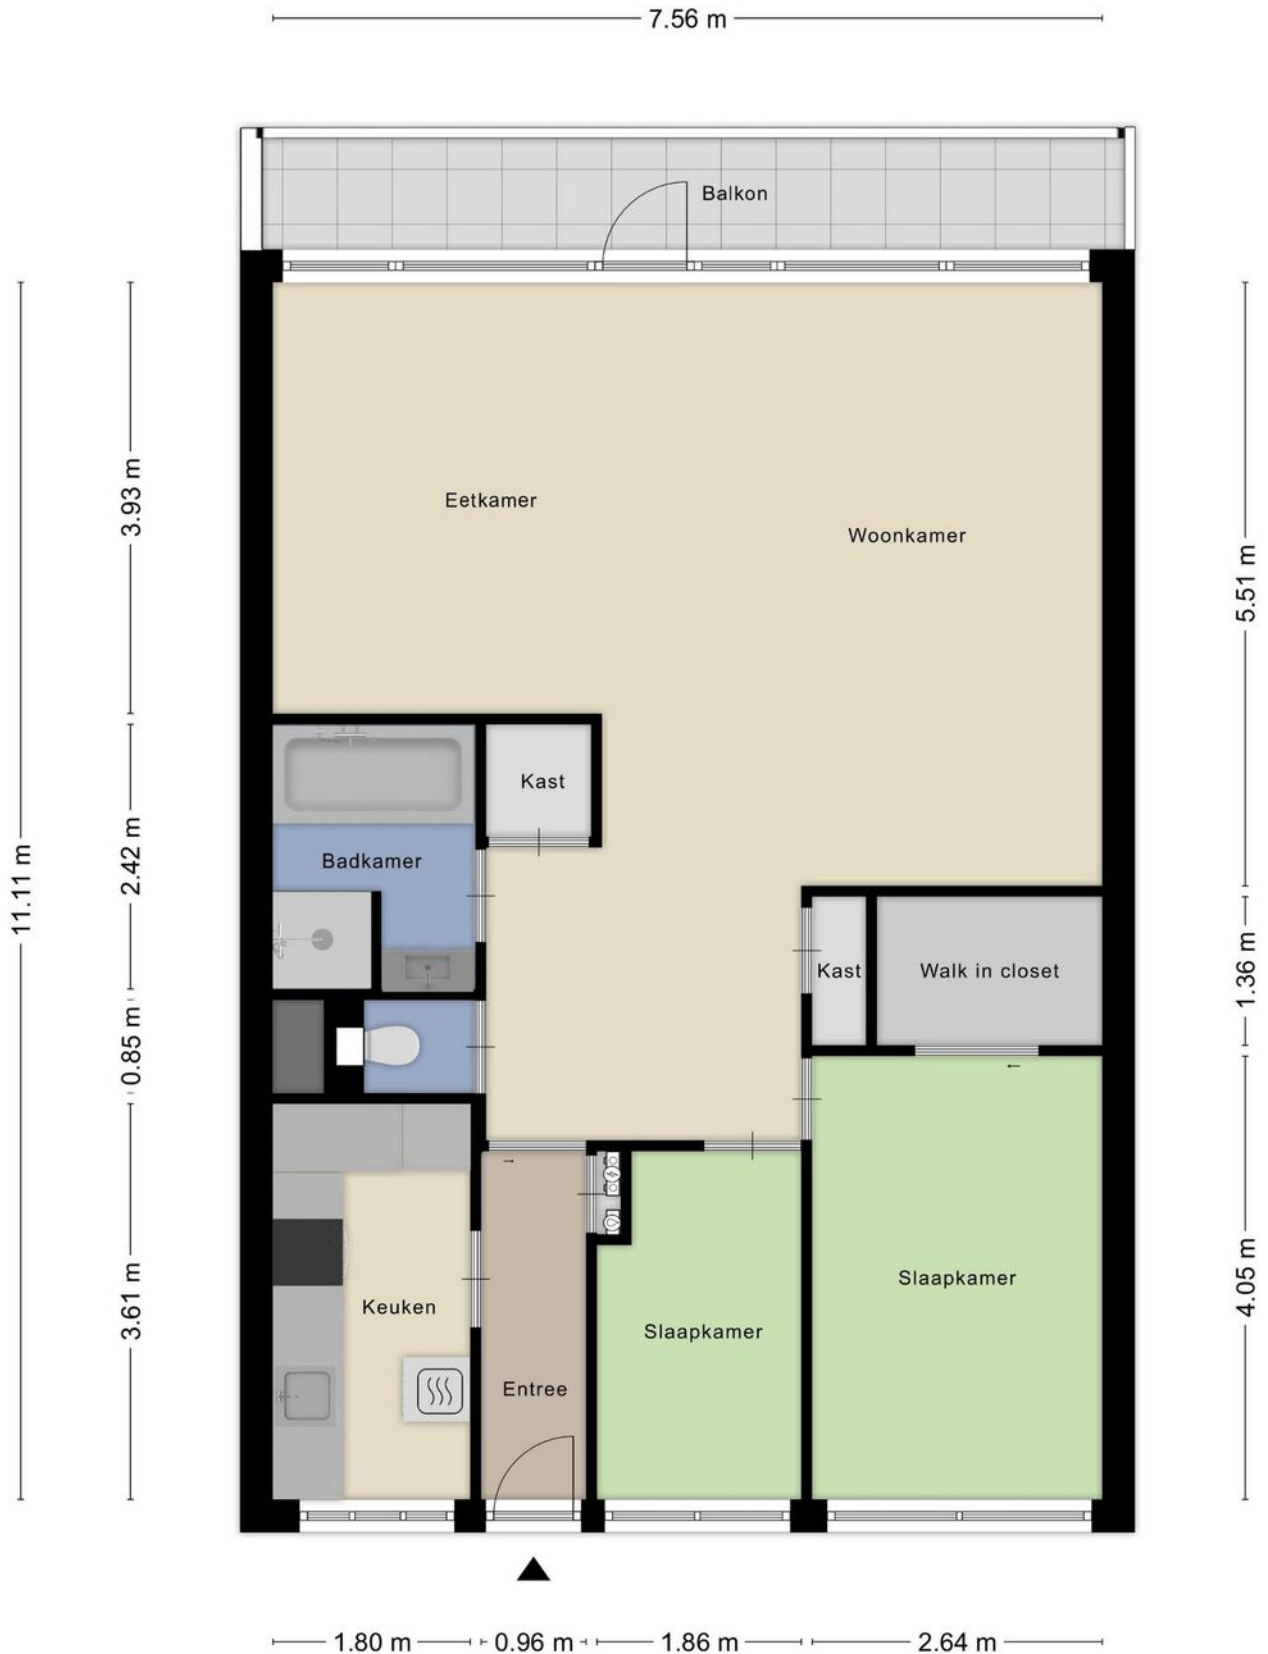 7.56 m
Balkon
Eetkamer
Woonkamer
3.93 m
5.51 m
Kast
Badkamer
2.42 m
11.11 m
Kast
Walk in closet
1.36 m
0.85 m
Slaapkamer
4.05 m
Keuken
3.61 m
Slaapkamer
Entree
1.80 m
0.96 m
1.86 m
2.64 m